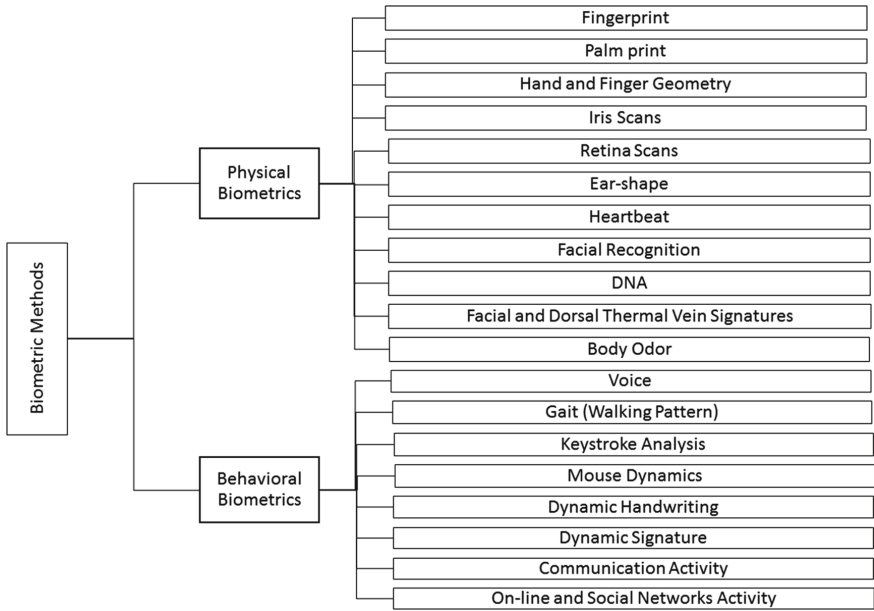 Biometric Methods
Physical
Biometrics
Fingerprint
Palm print
Hand and Finger Geometry
Iris Scans
Retina Scans
Ear-shape
Heartbeat
Facial Recognition
DNA
Facial and Dorsal Thermal Vein Signatures
Body Odor
Behavioral
Biometrics
Voice
Gait (Walking Pattern)
Keystroke Analysis
Mouse Dynamics
Dynamic Handwriting
Dynamic Signature
Communication Activity
On-line and Social Networks Activity